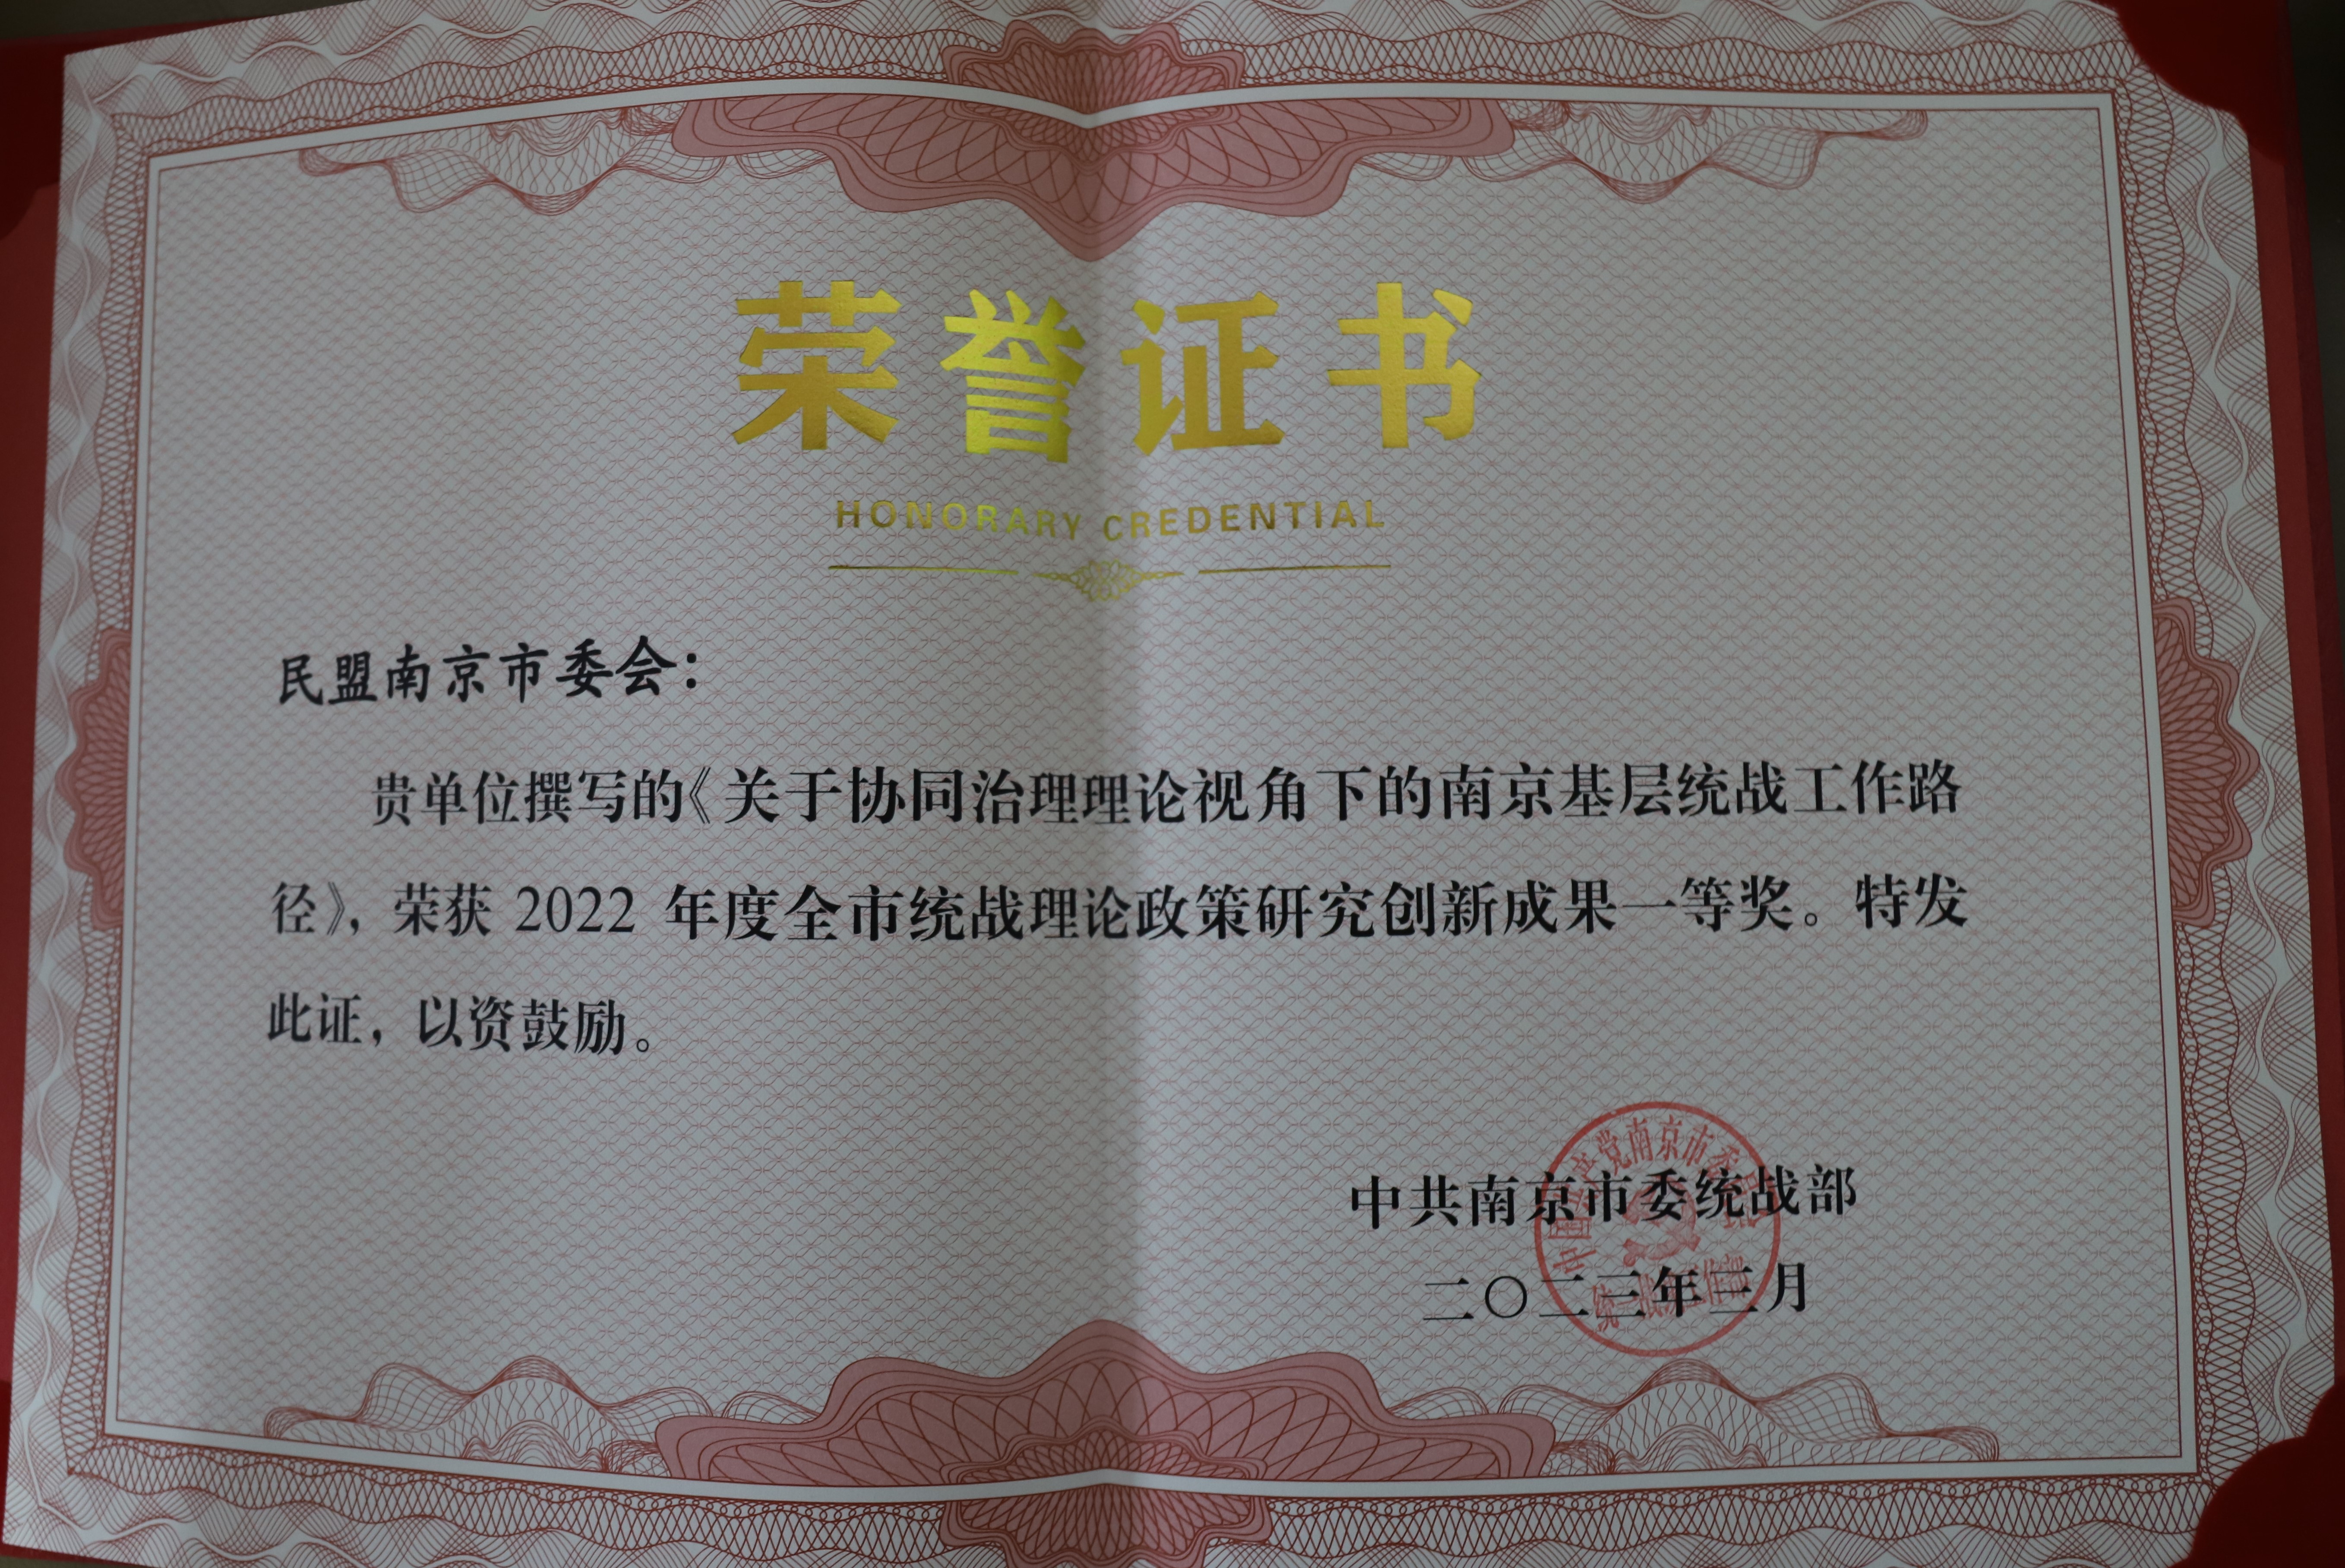 荣誉证书
HONORARY CREDENTIAL
民盟南京市委会：
贵单位撰写的《关于协同治理理论视角下的南京基层统战工作路
径》，荣获 2022 年度全市统战理论政策研究创新成果一等奖。特发
此证，以资鼓励。
中共南京市委统战部
二〇二三年三月